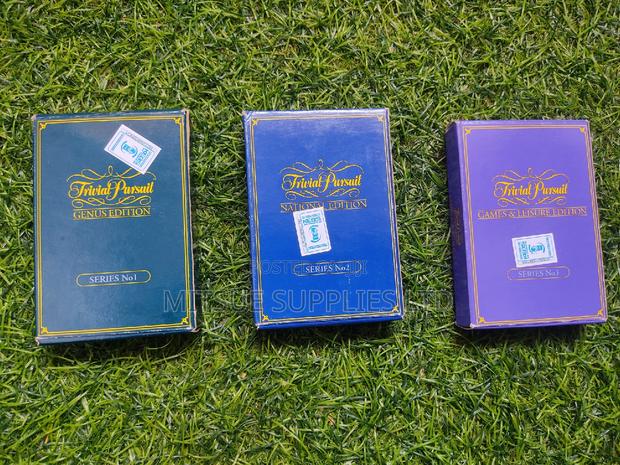 Trivial Pursuit
GENUS EDITION
SERIES No1
Trivial Pursuit
NATIONAL EDITION
SERIES No2
Trivial Pursuit
GAMES & LEISURE EDITION
SERIES No3